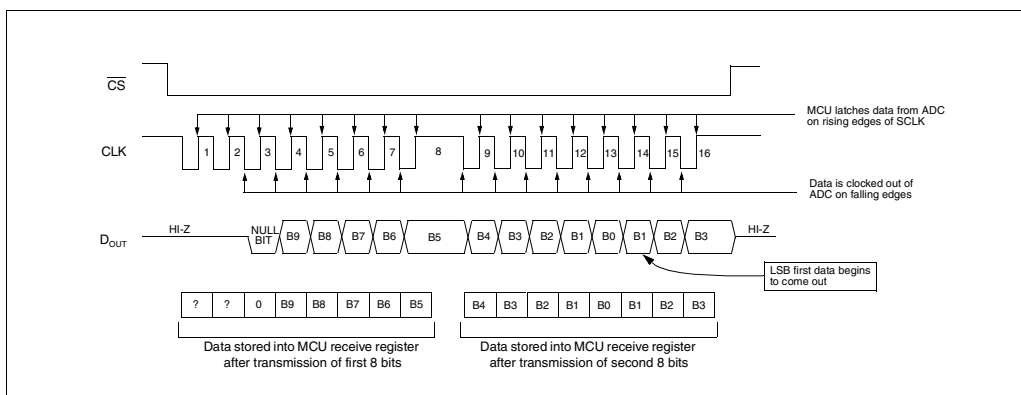 CS
MCU latches data from ADC
on rising edges of SCLK
CLK
1 2 3 4 5 6 7 8 9 10 11 12 13 14 15 16
Data is clocked out of
ADC on falling edges
DOUT
HI-Z
NULL
BIT
B9 B8 B7 B6 B5 B4 B3 B2 B1 B0 B1 B2 B3
HI-Z
LSB first data begins
to come out
? ? 0 B9 B8 B7 B6 B5
B4 B3 B2 B1 B0 B1 B2 B3
Data stored into MCU receive register
after transmission of first 8 bits
Data stored into MCU receive register
after transmission of second 8 bits